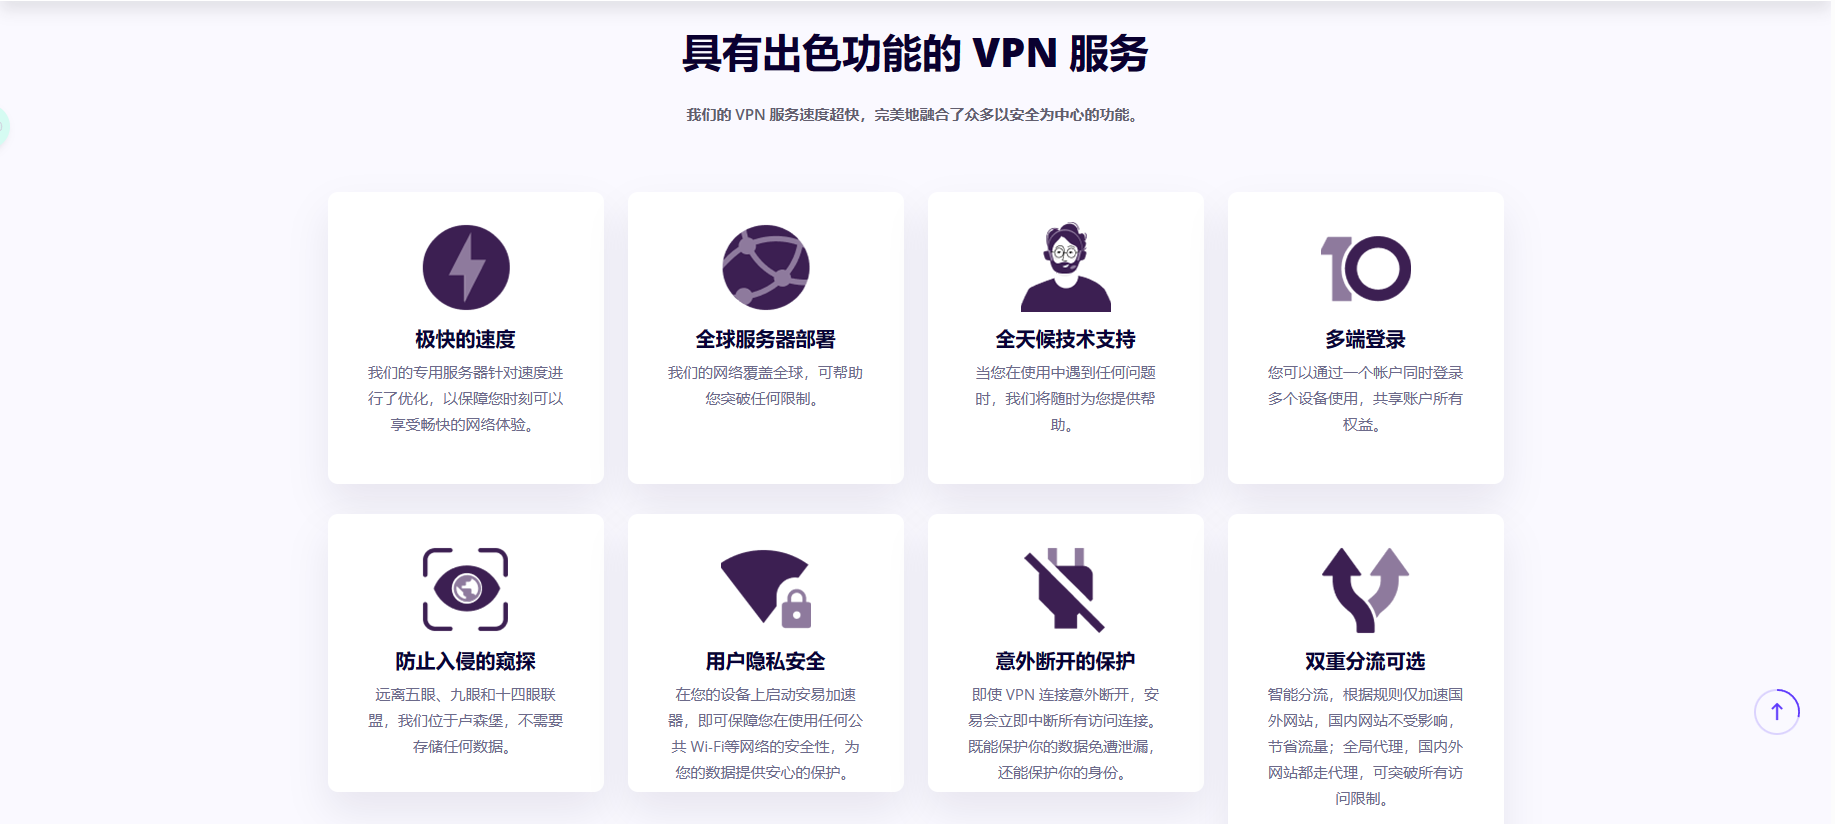 具有出色功能的 VPN 服务
我们的 VPN 服务速度超快，完美地融合了众多以安全为中心的功能。
极快的速度
我们的专用服务器针对速度进
行了优化，以保障您时刻可以
享受畅快的网络体验。
全球服务器部署
我们的网络覆盖全球，可帮助
您突破任何限制。
全天候技术支持
当您在使用中遇到任何问题
时，我们将随时为您提供帮
助。
10
多端登录
您可以通过一个帐户同时登录
多个设备使用，共享账户所有
权益。
防止入侵的窥探
远离五眼、九眼和十四眼联
盟，我们位于卢森堡，不需要
存储任何数据。
用户隐私安全
在您的设备上启动安易加速
器，即可保障您在使用任何公
共 Wi-Fi等网络的安全性，为
您的数据提供安心的保护。
意外断开的保护
即使 VPN 连接意外断开，安
易会立即中断所有访问连接。
既能保护你的数据免遭泄漏，
还能保护你的身份。
双重分流可选
智能分流，根据规则仅加速国
外网站，国内网站不受影响，
节省流量；全局代理，国内外
网站都走代理，可突破所有访
问限制。